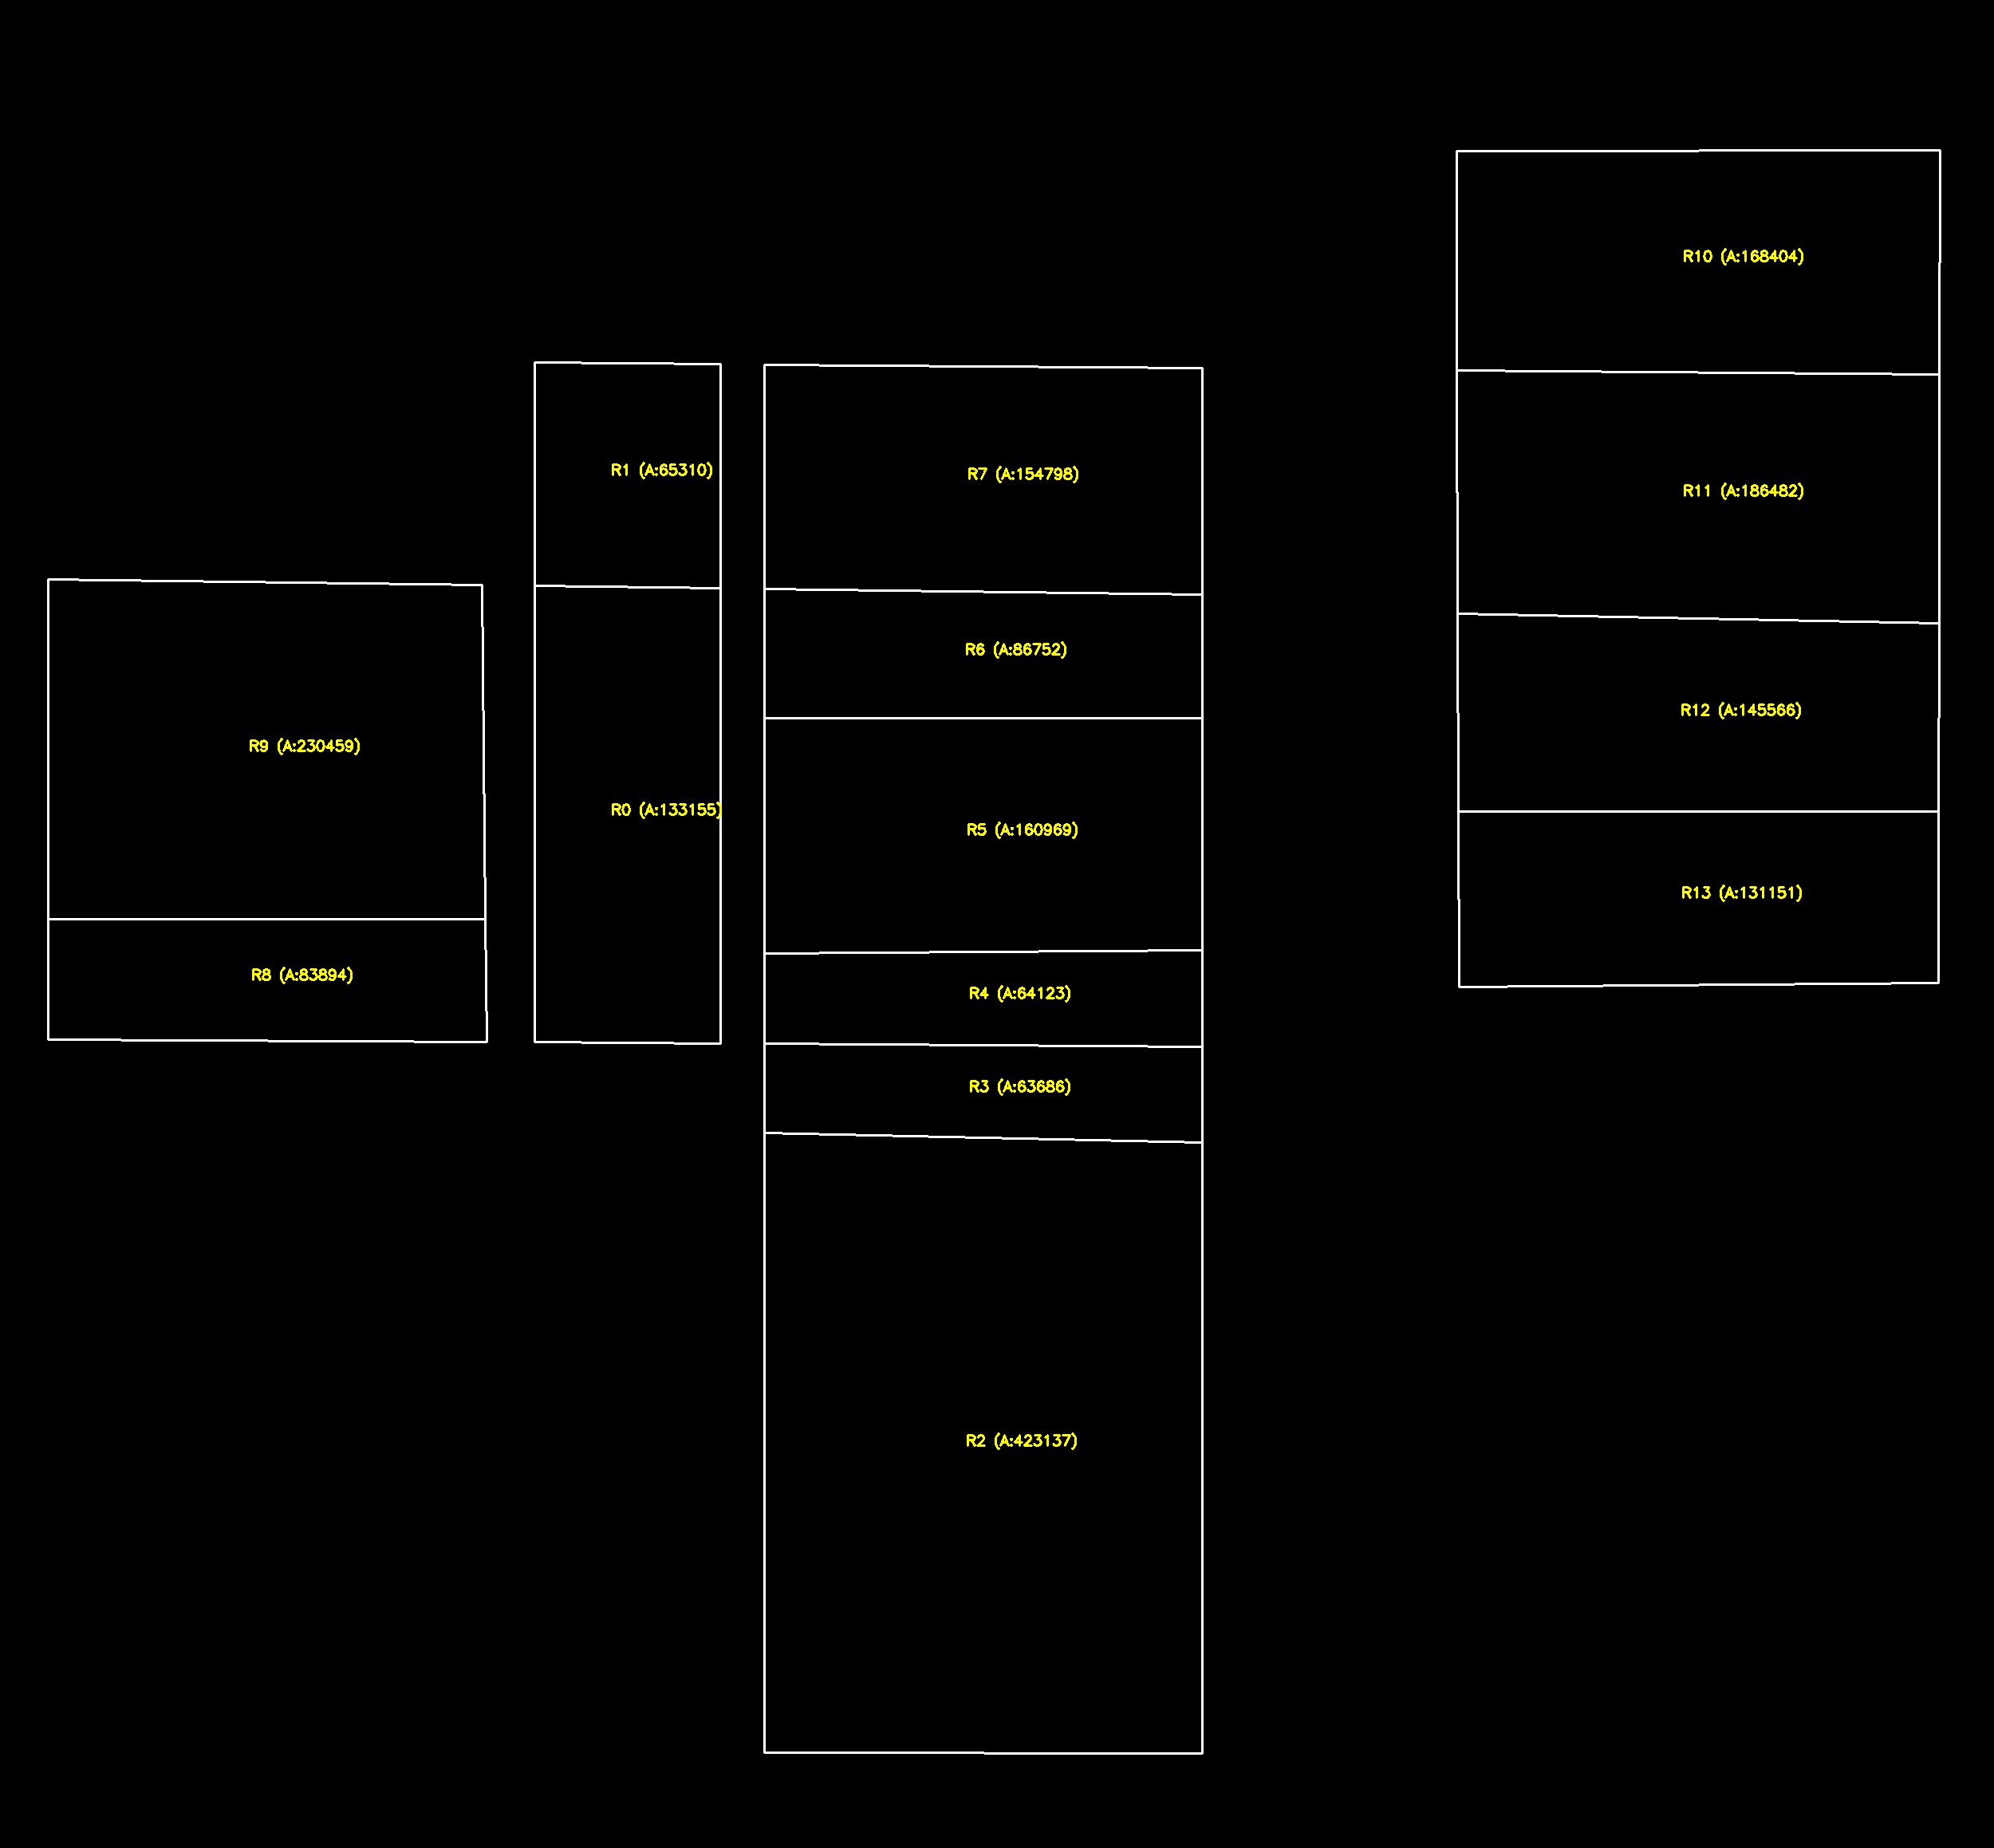 R10 (A:168404)
R1 (A:65310)
R7 (A:154798)
R11 (A:186482)
R6 (A:86752)
R12 (A:145566)
R9 (A:230459)
R0 (A:133155)
R5 (A:160969)
R13 (A:131151)
R8 (A:83894)
R4 (A:64123)
R3 (A:63686)
R2 (A:423137)